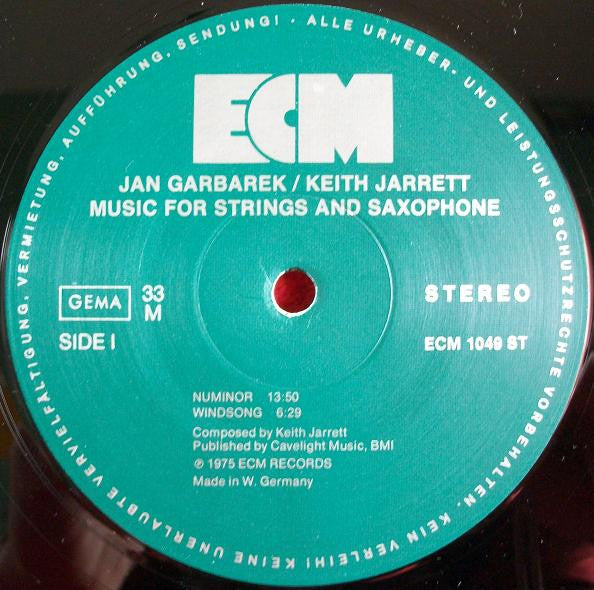 · ALLE URHEBER- UND LEISTUNGSSCHUTZRECHTE VORBEHALTEN. KEIN VERLEIH! KEINE UNERLAUBTE VERVIELFÄLTIGUNG, VERMIETUNG, AUFFÜHRUNG, SENDUNG!
ECM
JAN GARBAREK / KEITH JARRETT
MUSIC FOR STRINGS AND SAXOPHONE
GEMA 33 STEREO
M
SIDE I ECM 1049 ST
NUMINOR 13:50
WINDSONG 6:29
Composed by Keith Jarrett
Published by Cavelight Music, BMI
℗ 1975 ECM RECORDS
Made in W. Germany